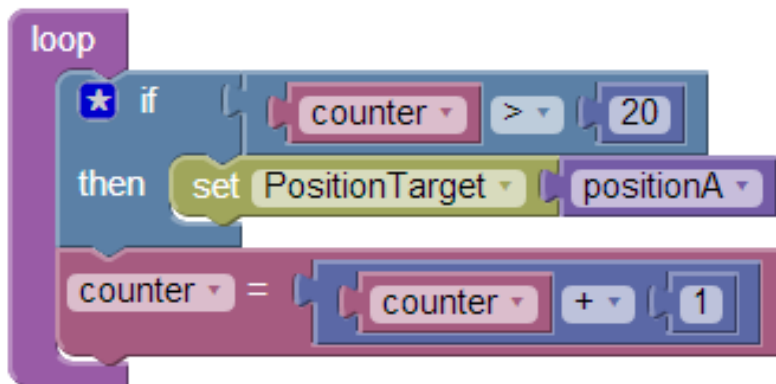 loop
if counter > 20
then set PositionTarget positionA
counter = counter + 1